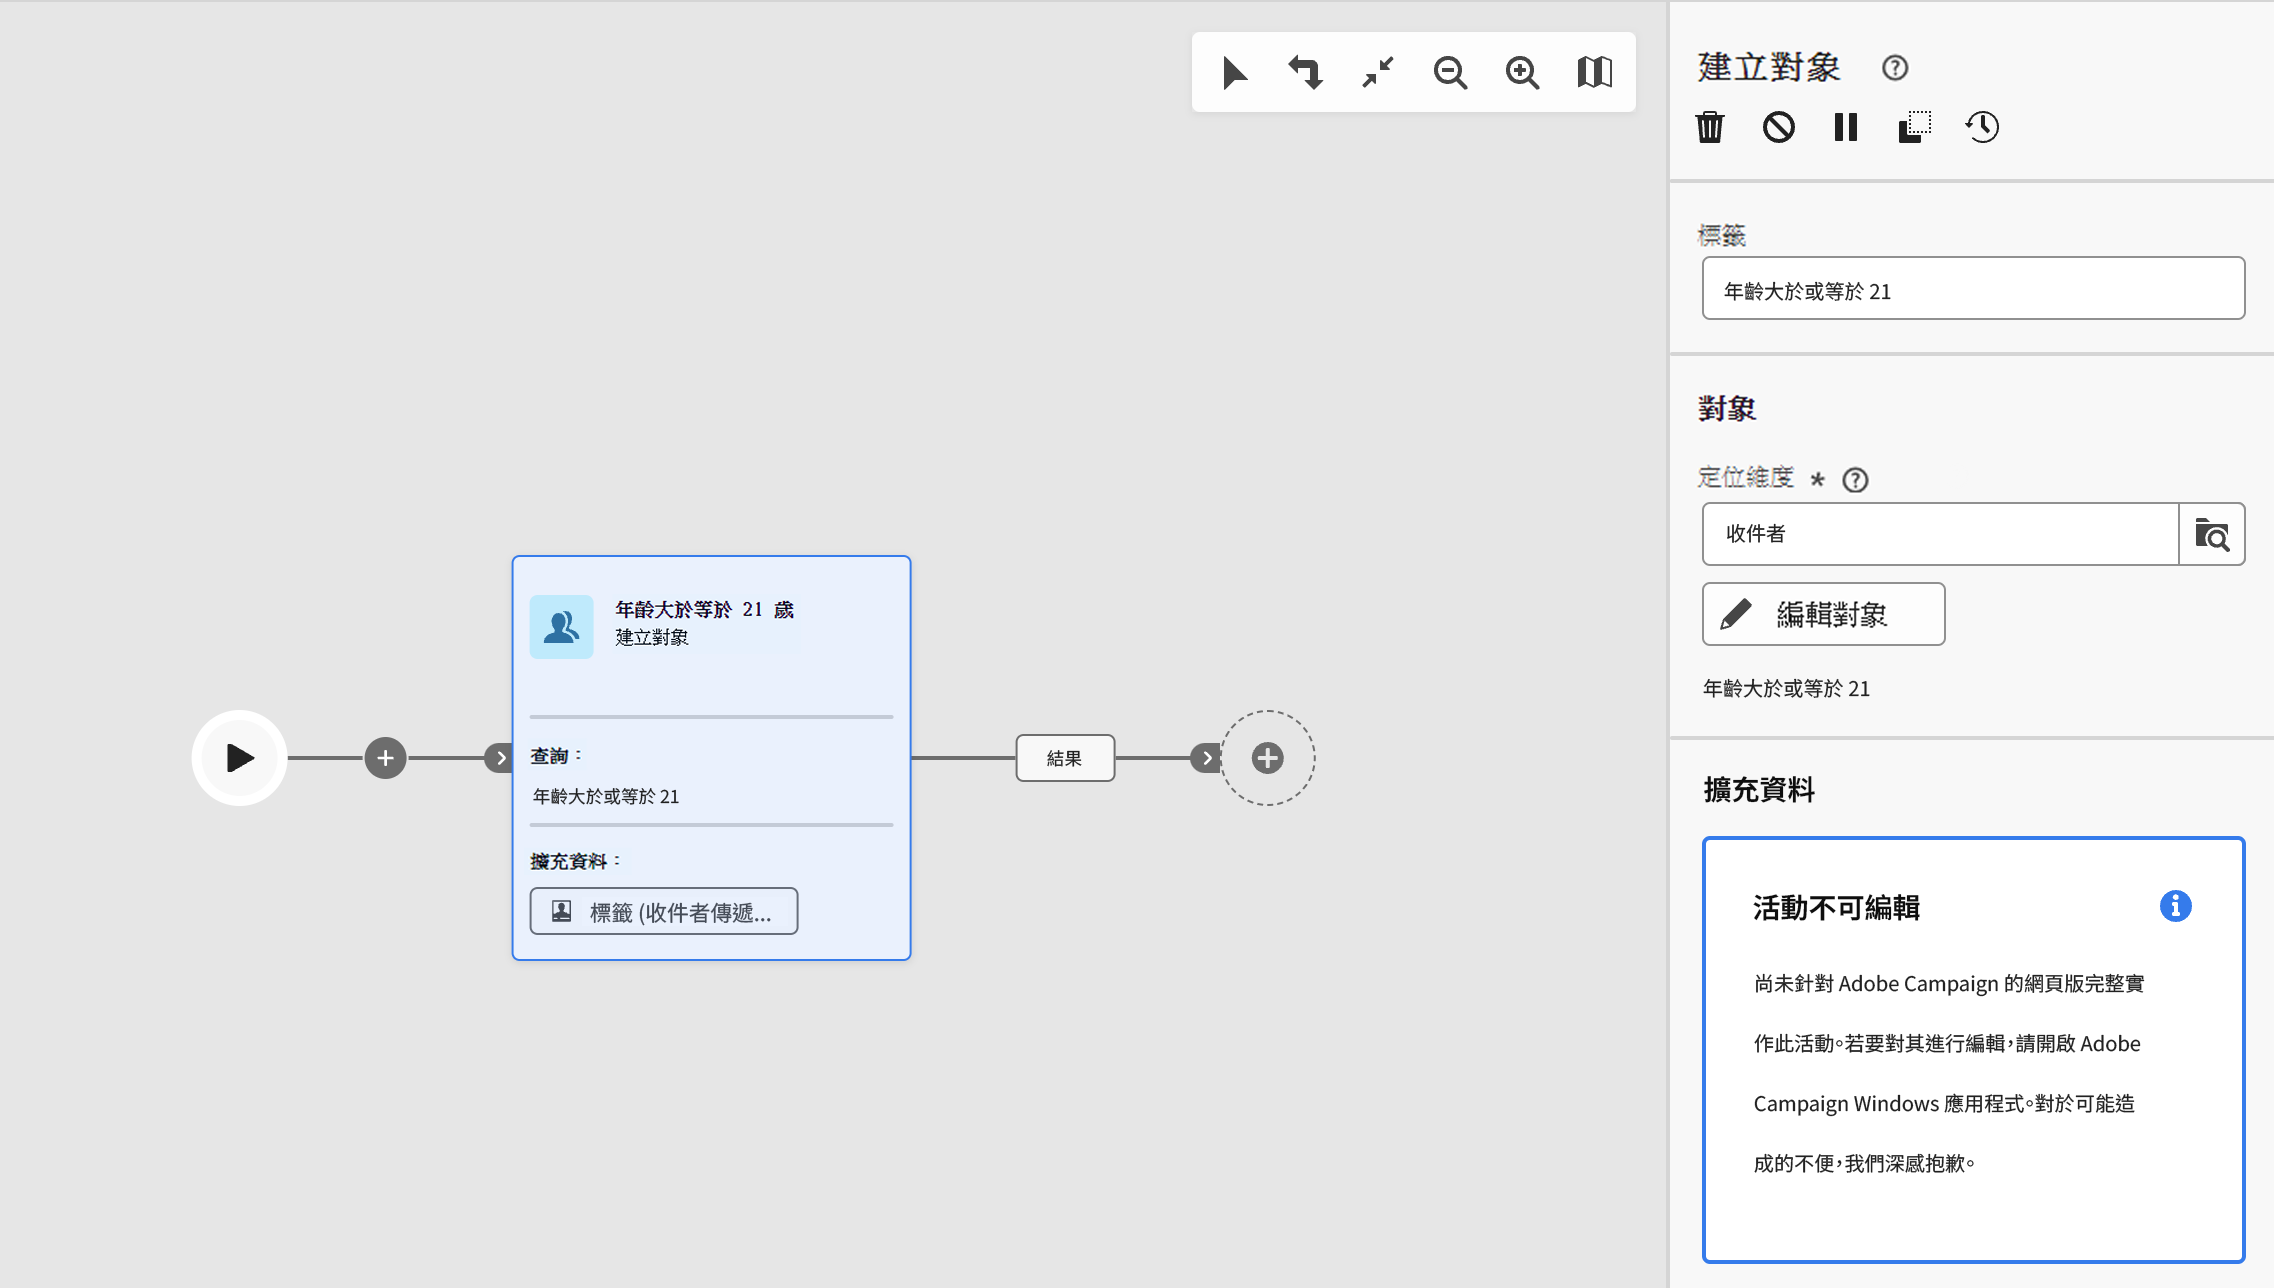 建立對象
標籤
年齡大於或等於 21
對象
定位維度 *
收件者
編輯對象
年齡大於或等於 21
擴充資料
活動不可編輯
尚未針對 Adobe Campaign 的網頁版完整實
作此活動。若要對其進行編輯，請開啟 Adobe
Campaign Windows 應用程式。對於可能造
成的不便，我們深感抱歉。
年齡大於等於 21 歲
建立對象
查詢：
年齡大於或等於 21
擴充資料：
標籤 (收件者傳遞...
結果